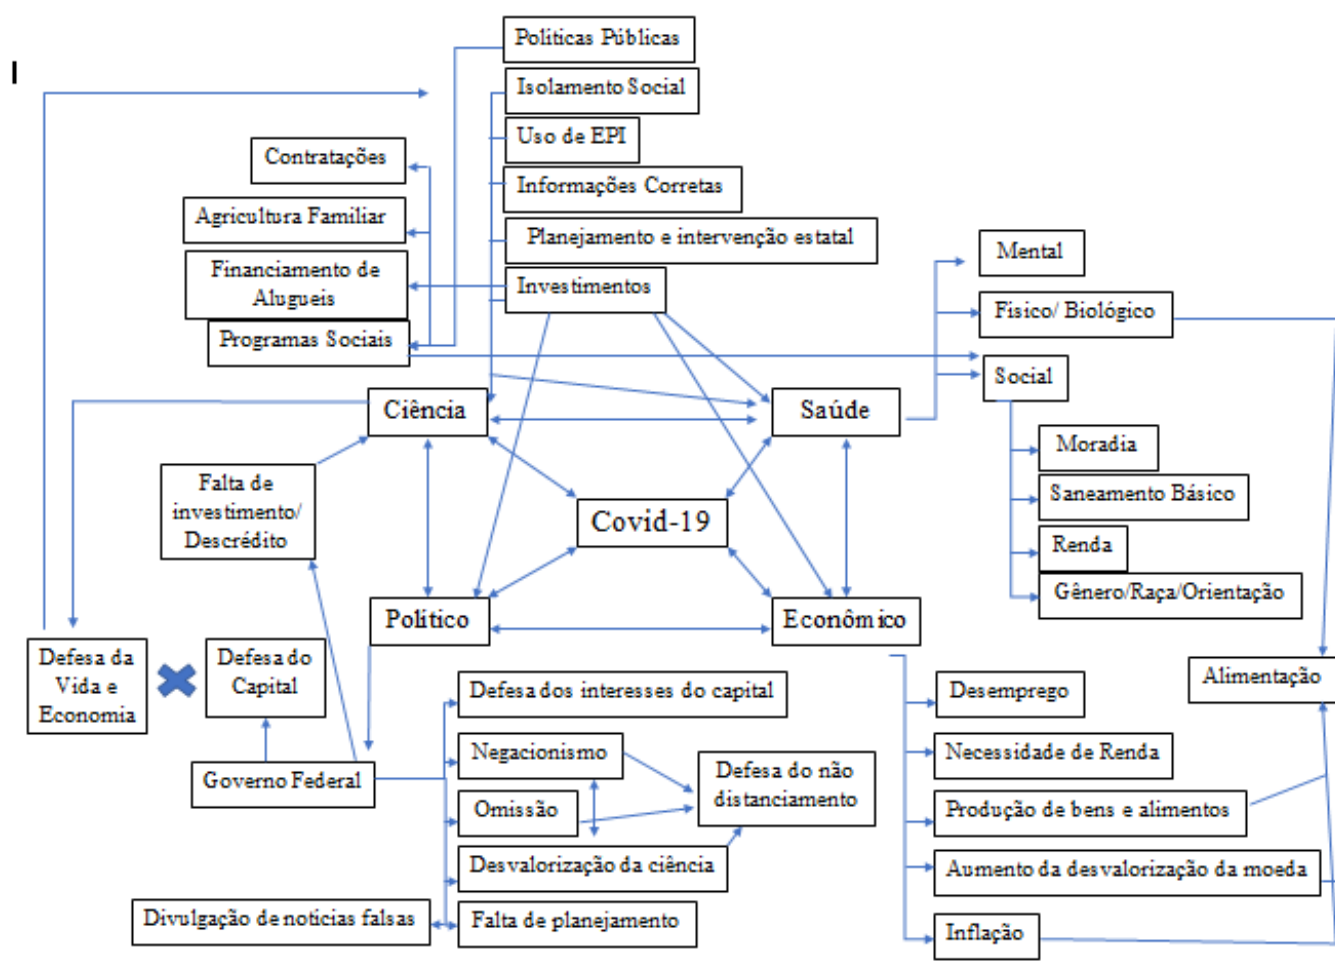 I
Politicas Públicas
Isolamento Social
Uso de EPI
Contratações
Informações Corretas
Agricultura Familiar
Planejamento e intervenção estatal
Mental
Financiamento de
Alugueis
Investimentos
Fisico/ Biológico
Programas Sociais
Social
Ciência
Saúde
Moradia
Falta de
investimento/
Descrédito
Saneamento Básico
Covid-19
Renda
Gênero/Raça/Orientação
Político
Econômico
Defesa da
Vida e
Economia
Defesa do
Capital
Alimentação
Defesa dos interesses do capital
Desemprego
Governo Federal
Negacionismo
Defesa do não
distanciamento
Necessidade de Renda
Omissão
Produção de bens e alimentos
Desvalorização da ciência
Aumento da desvalorização da moeda
Divulgação de noticias falsas
Falta de planejamento
Inflação